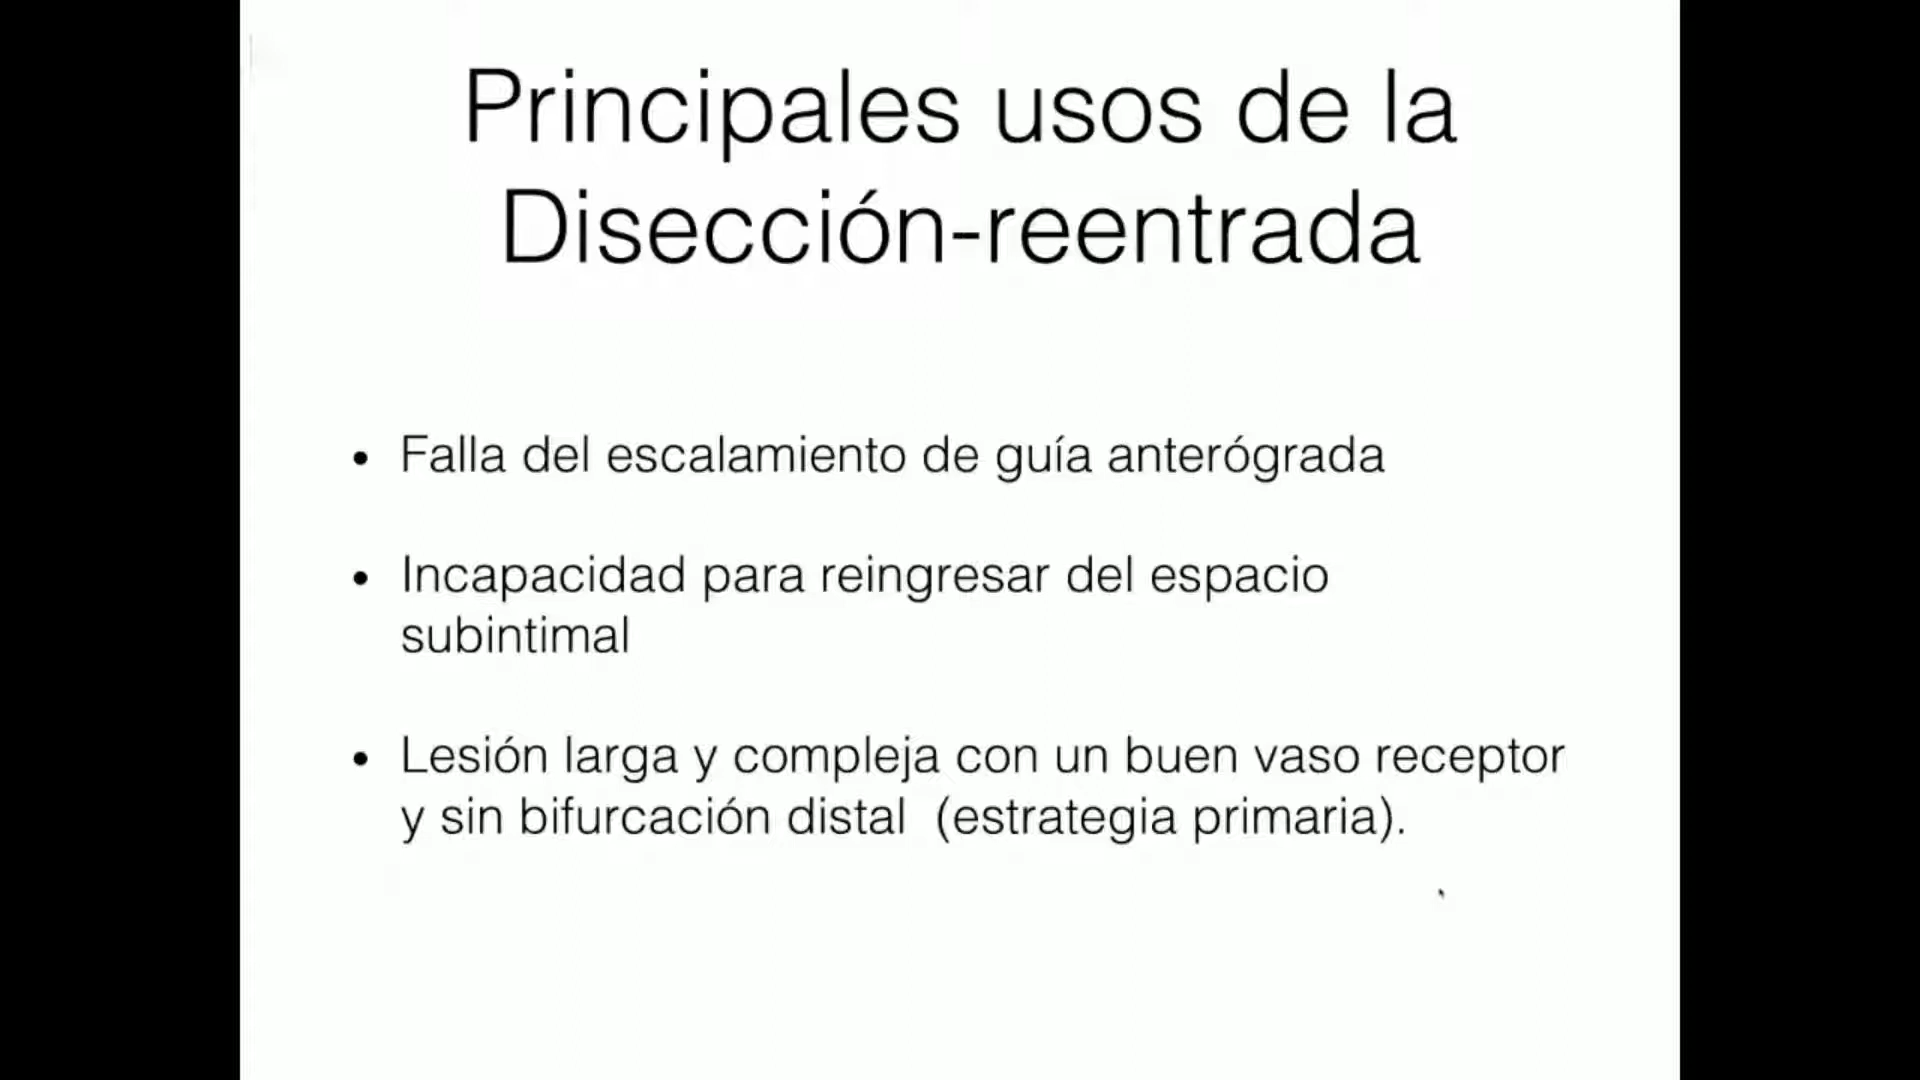 Principales usos de la
Disección-reentrada
• Falla del escalamiento de guía anterógrada
• Incapacidad para reingresar del espacio
subintimal
• Lesión larga y compleja con un buen vaso receptor
y sin bifurcación distal (estrategia primaria).